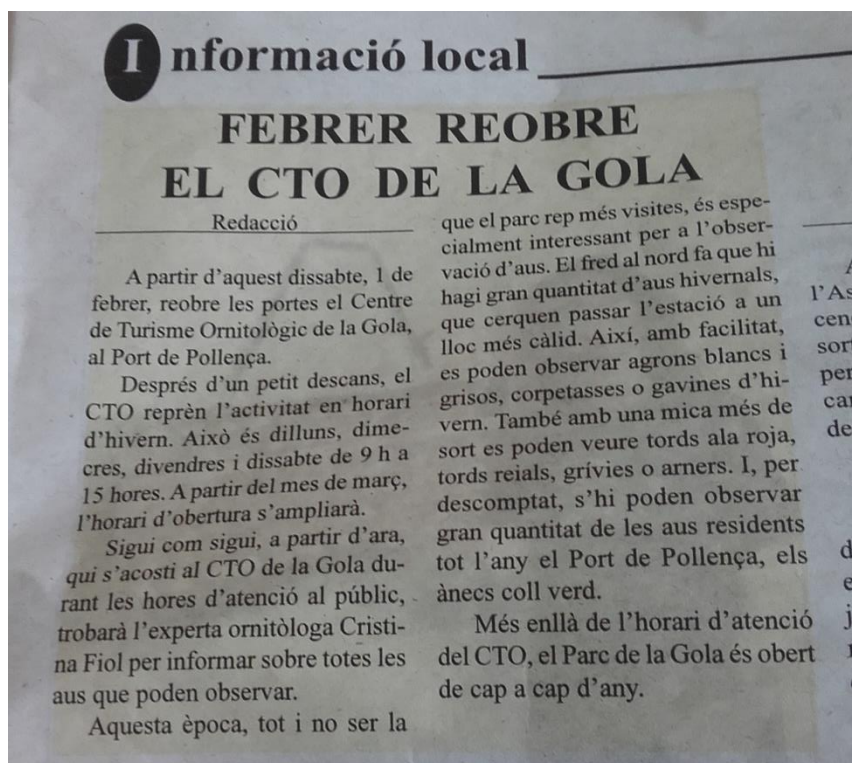 Informació local
FEBRER REOBRE
EL CTO DE LA GOLA
Redacció
A partir d'aquest dissabte, 1 de
febrer, reobre les portes el Centre
de Turisme Ornitològic de la Gola,
al Port de Pollença.
Després d'un petit descans, el
CTO reprèn l'activitat en horari
d'hivern. Això és dilluns, dime-
cres, divendres i dissabte de 9 h a
15 hores. A partir del mes de març,
l'horari d'obertura s'ampliarà.
Sigui com sigui, a partir d'ara,
qui s'acosti al CTO de la Gola du-
rant les hores d'atenció al públic,
trobarà l'experta ornitòloga Cristi-
na Fiol per informar sobre totes les
aus que poden observar.
Aquesta època, tot i no ser la
que el parc rep més visites, és espe-
cialment interessant per a l'obser-
vació d'aus. El fred al nord fa que hi
hagi gran quantitat d'aus hivernals,
que cerquen passar l'estació a un
lloc més càlid. Així, amb facilitat,
es poden observar agrons blancs i
grisos, corpetasses o gavines d'hi-
vern. També amb una mica més de
sort es poden veure tords ala roja,
tords reials, grívies o arners. I, per
descomptat, s'hi poden observar
gran quantitat de les aus residents
tot l'any el Port de Pollença, els
ànecs coll verd.
Més enllà de l'horari d'atenció
del CTO, el Parc de la Gola és obert
de cap a cap d'any.